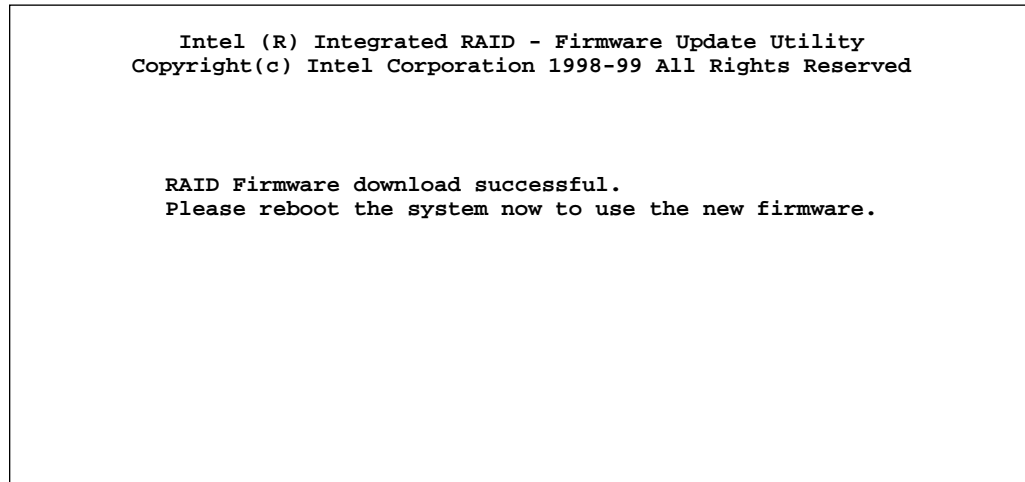 Intel (R) Integrated RAID - Firmware Update Utility
Copyright(c) Intel Corporation 1998-99 All Rights Reserved
RAID Firmware download successful.
Please reboot the system now to use the new firmware.